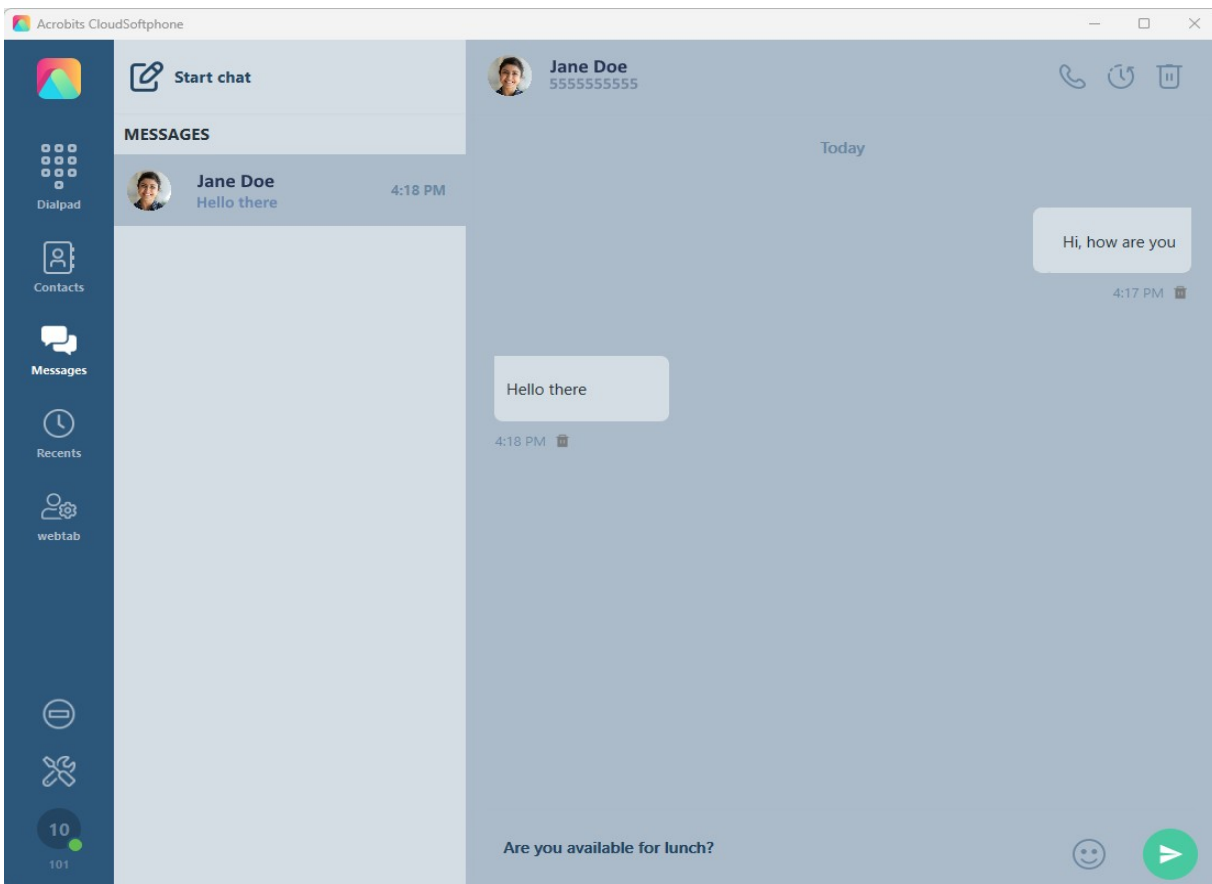 Acrobits CloudSoftphone
Dialpad
Contacts
Messages
Recents
webtab
10
101
Start chat
MESSAGES
Jane Doe
4:18 PM
Hello there
Jane Doe
5555555555
Today
Hi, how are you
4:17 PM
Hello there
4:18 PM
Are you available for lunch?